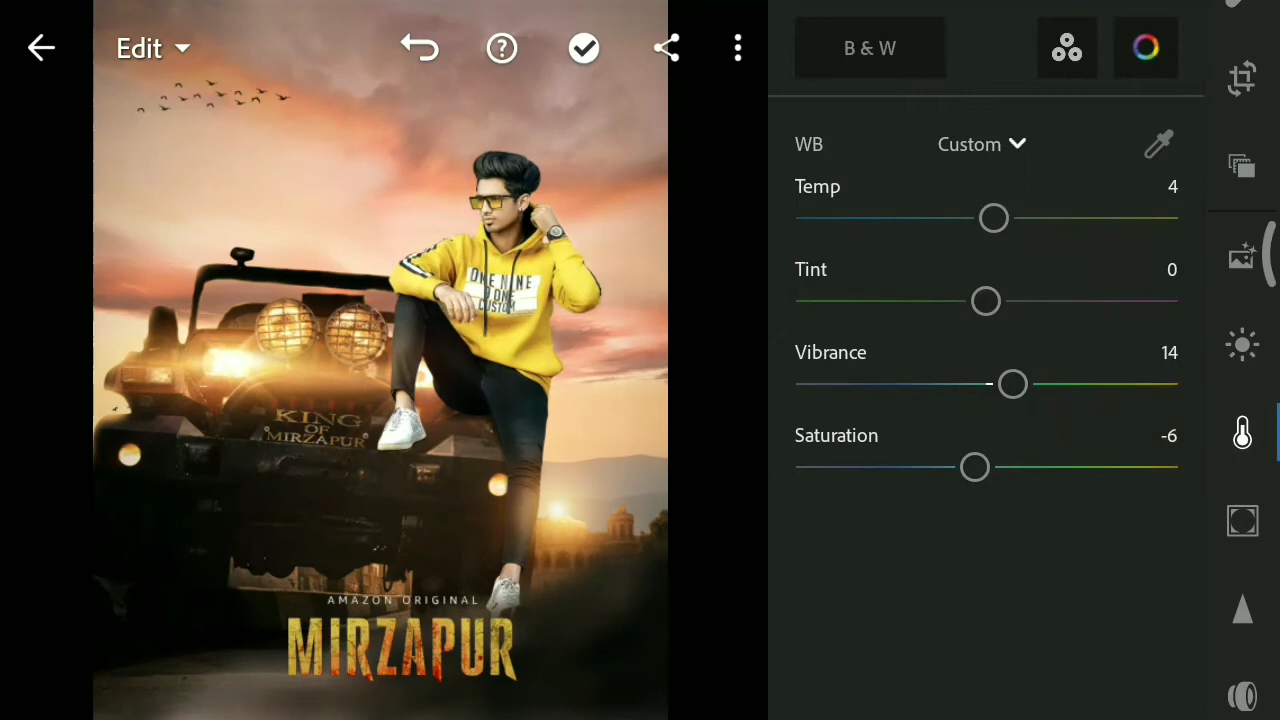 Edit
B & W
WB
Custom
Temp
4
Tint
0
Vibrance
14
Saturation
-6
ONE NINE
ONE
CUSTOM
KING
OF
MIRZAPUR
AMAZON ORIGINAL
MIRZAPUR